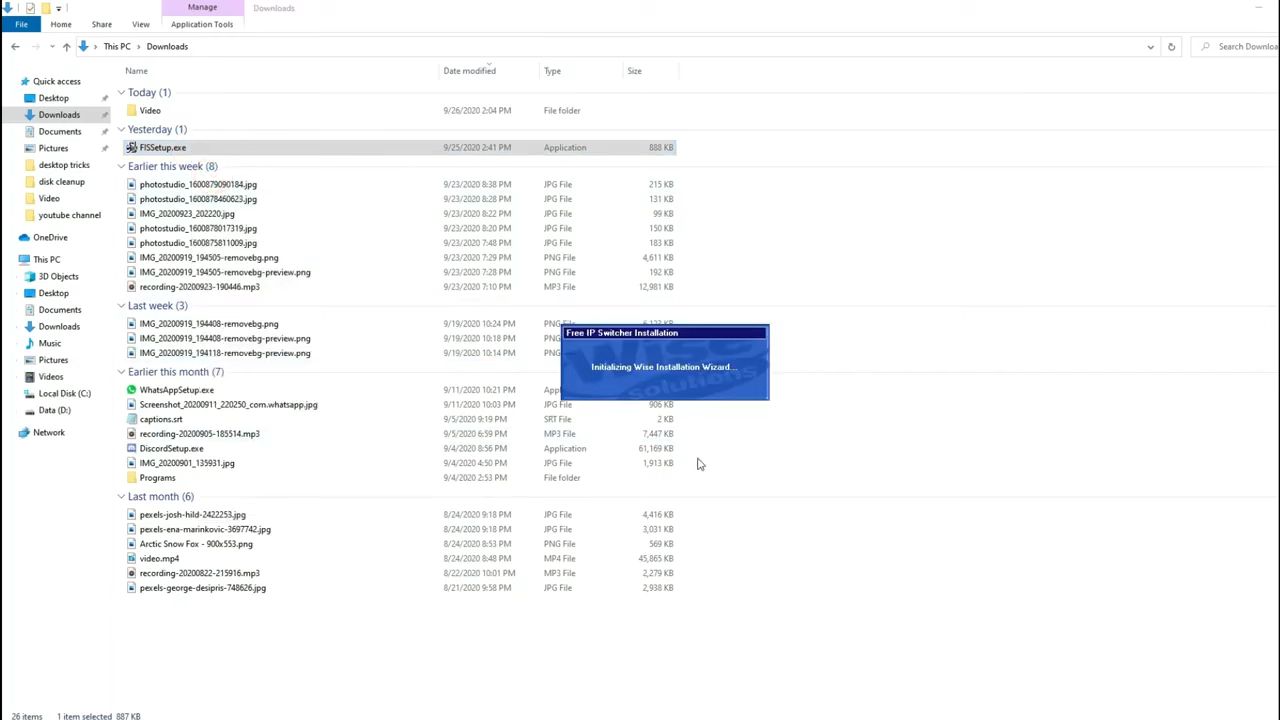 Manage
Downloads
File
Home
Share
View
Application Tools
This PC
Downloads
Search Downloa
Name
Date modified
Type
Size
Quick access
Desktop
Downloads
Documents
Pictures
desktop tricks
disk cleanup
Video
youtube channel
OneDrive
This PC
3D Objects
Desktop
Documents
Downloads
Music
Pictures
Videos
Local Disk (C:)
Data (D:)
Network
Today (1)
Video 9/26/2020 2:04 PM File folder
Yesterday (1)
FISSetup.exe 9/25/2020 2:41 PM Application 888 KB
Earlier this week (8)
photostudio_1600879090184.jpg 9/23/2020 8:38 PM JPG File 215 KB
photostudio_1600878460623.jpg 9/23/2020 8:28 PM JPG File 131 KB
IMG_20200923_202220.jpg 9/23/2020 8:22 PM JPG File 99 KB
photostudio_1600878017319.jpg 9/23/2020 8:20 PM JPG File 150 KB
photostudio_1600875811009.jpg 9/23/2020 7:48 PM JPG File 183 KB
IMG_20200919_194505-removebg.png 9/23/2020 7:29 PM PNG File 4,611 KB
IMG_20200919_194505-removebg-preview.png 9/23/2020 7:28 PM PNG File 192 KB
recording-20200923-190446.mp3 9/23/2020 7:10 PM MP3 File 12,981 KB
Last week (3)
IMG_20200919_194408-removebg.png 9/19/2020 10:24 PM PNG
IMG_20200919_194408-removebg-preview.png 9/19/2020 10:18 PM PNG
IMG_20200919_194118-removebg-preview.png 9/19/2020 10:14 PM PNG
Free IP Switcher Installation
Initializing Wise Installation Wizard...
Wise
solutions
Earlier this month (7)
WhatsAppSetup.exe 9/11/2020 10:21 PM App
Screenshot_20200911_220250_com.whatsapp.jpg 9/11/2020 10:03 PM JPG File 906 KB
captions.srt 9/5/2020 9:19 PM SRT File 2 KB
recording-20200905-185514.mp3 9/5/2020 6:59 PM MP3 File 7,447 KB
DiscordSetup.exe 9/4/2020 8:56 PM Application 61,169 KB
IMG_20200901_135931.jpg 9/4/2020 4:50 PM JPG File 1,913 KB
Programs 9/4/2020 2:53 PM File folder
Last month (6)
pexels-josh-hild-2422253.jpg 8/24/2020 9:18 PM JPG File 4,416 KB
pexels-ena-marinkovic-3697742.jpg 8/24/2020 9:18 PM JPG File 3,031 KB
Arctic Snow Fox - 900x553.png 8/24/2020 8:53 PM PNG File 569 KB
video.mp4 8/24/2020 8:48 PM MP4 File 45,865 KB
recording-20200822-215916.mp3 8/22/2020 10:01 PM MP3 File 2,279 KB
pexels-george-desipris-748626.jpg 8/21/2020 9:58 PM JPG File 2,938 KB
26 items 1 item selected 887 KB